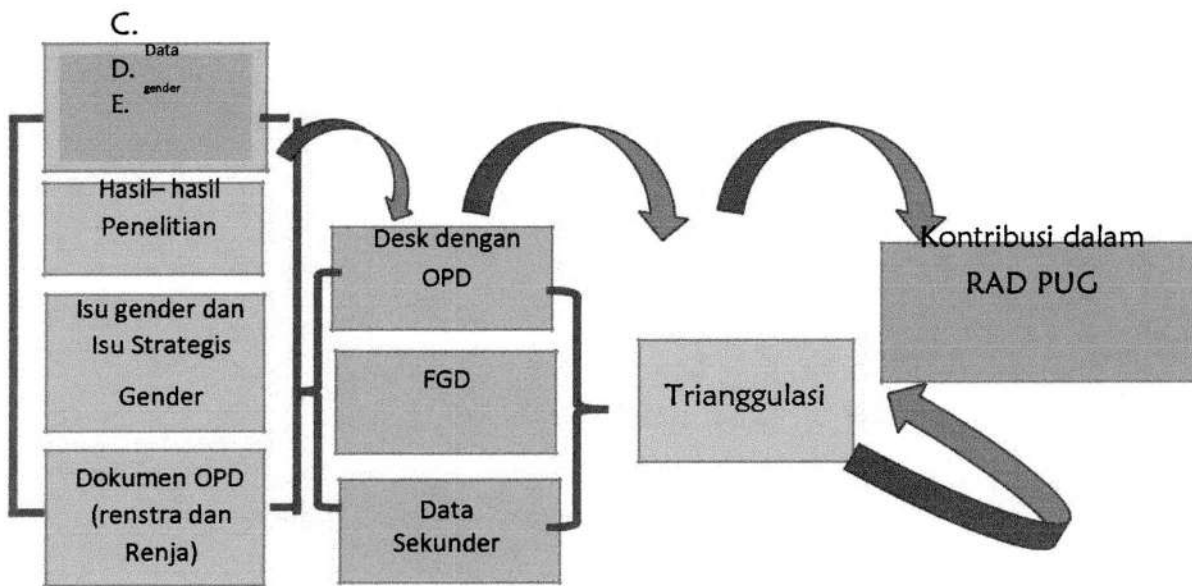 C.
Data
D.
gender
E.
Hasil– hasil
Penelitian
Isu gender dan
Isu Strategis
Gender
Dokumen OPD
(renstra dan
Renja)
Desk dengan
OPD
FGD
Data
Sekunder
Trianggulasi
Kontribusi dalam
RAD PUG